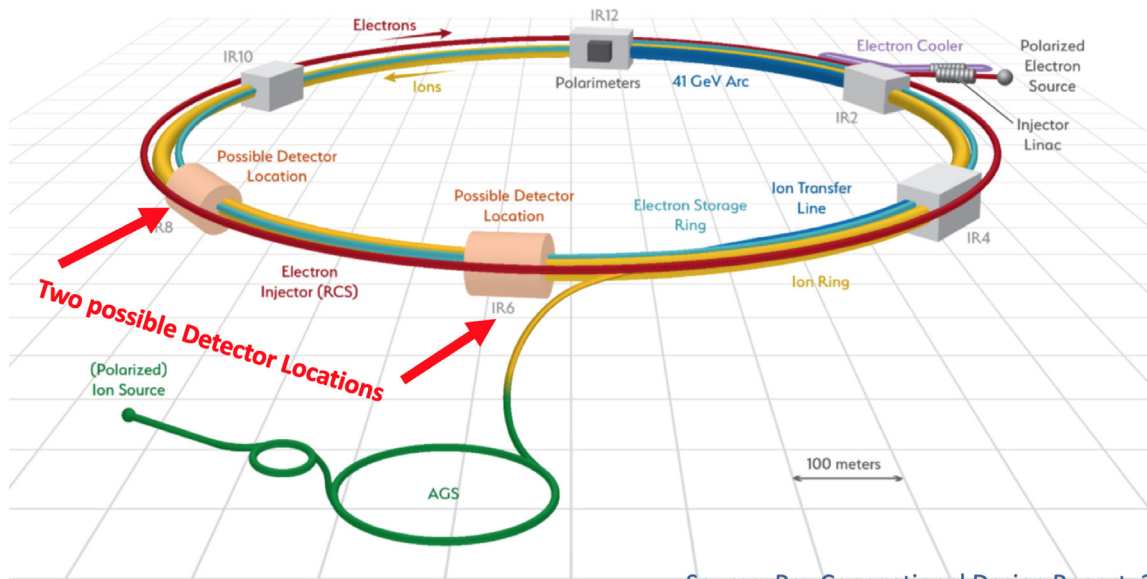 IR12
Electrons
IR10
Ions
Polarimeters
41 GeV Arc
Electron Cooler
Polarized
Electron
Source
IR2
Injector
Linac
Possible Detector
Location
Possible Detector
Location
Ion Transfer
Line
Electron Storage
Ring
IR8
IR4
Electron
Injector (RCS)
Ion Ring
IR6
Two possible Detector Locations
(Polarized)
Ion Source
AGS
100 meters